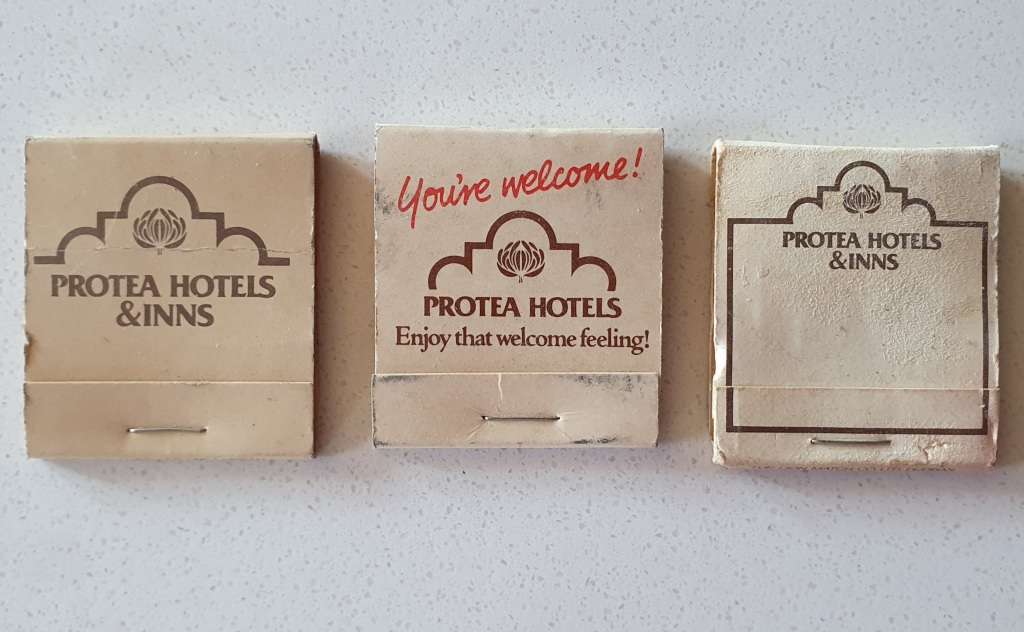 PROTEA HOTELS
&INNS
You're welcome!
PROTEA HOTELS
Enjoy that welcome feeling!
PROTEA HOTELS
&INNS